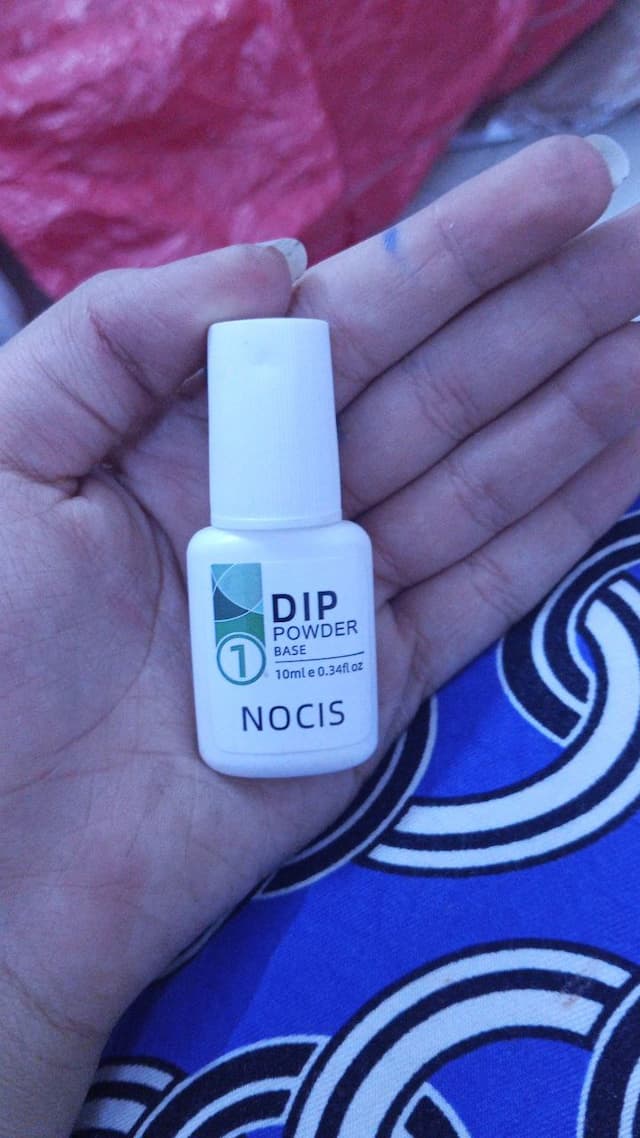 DIP
POWDER
BASE
1
10ml e 0.34fl oz
NOCIS